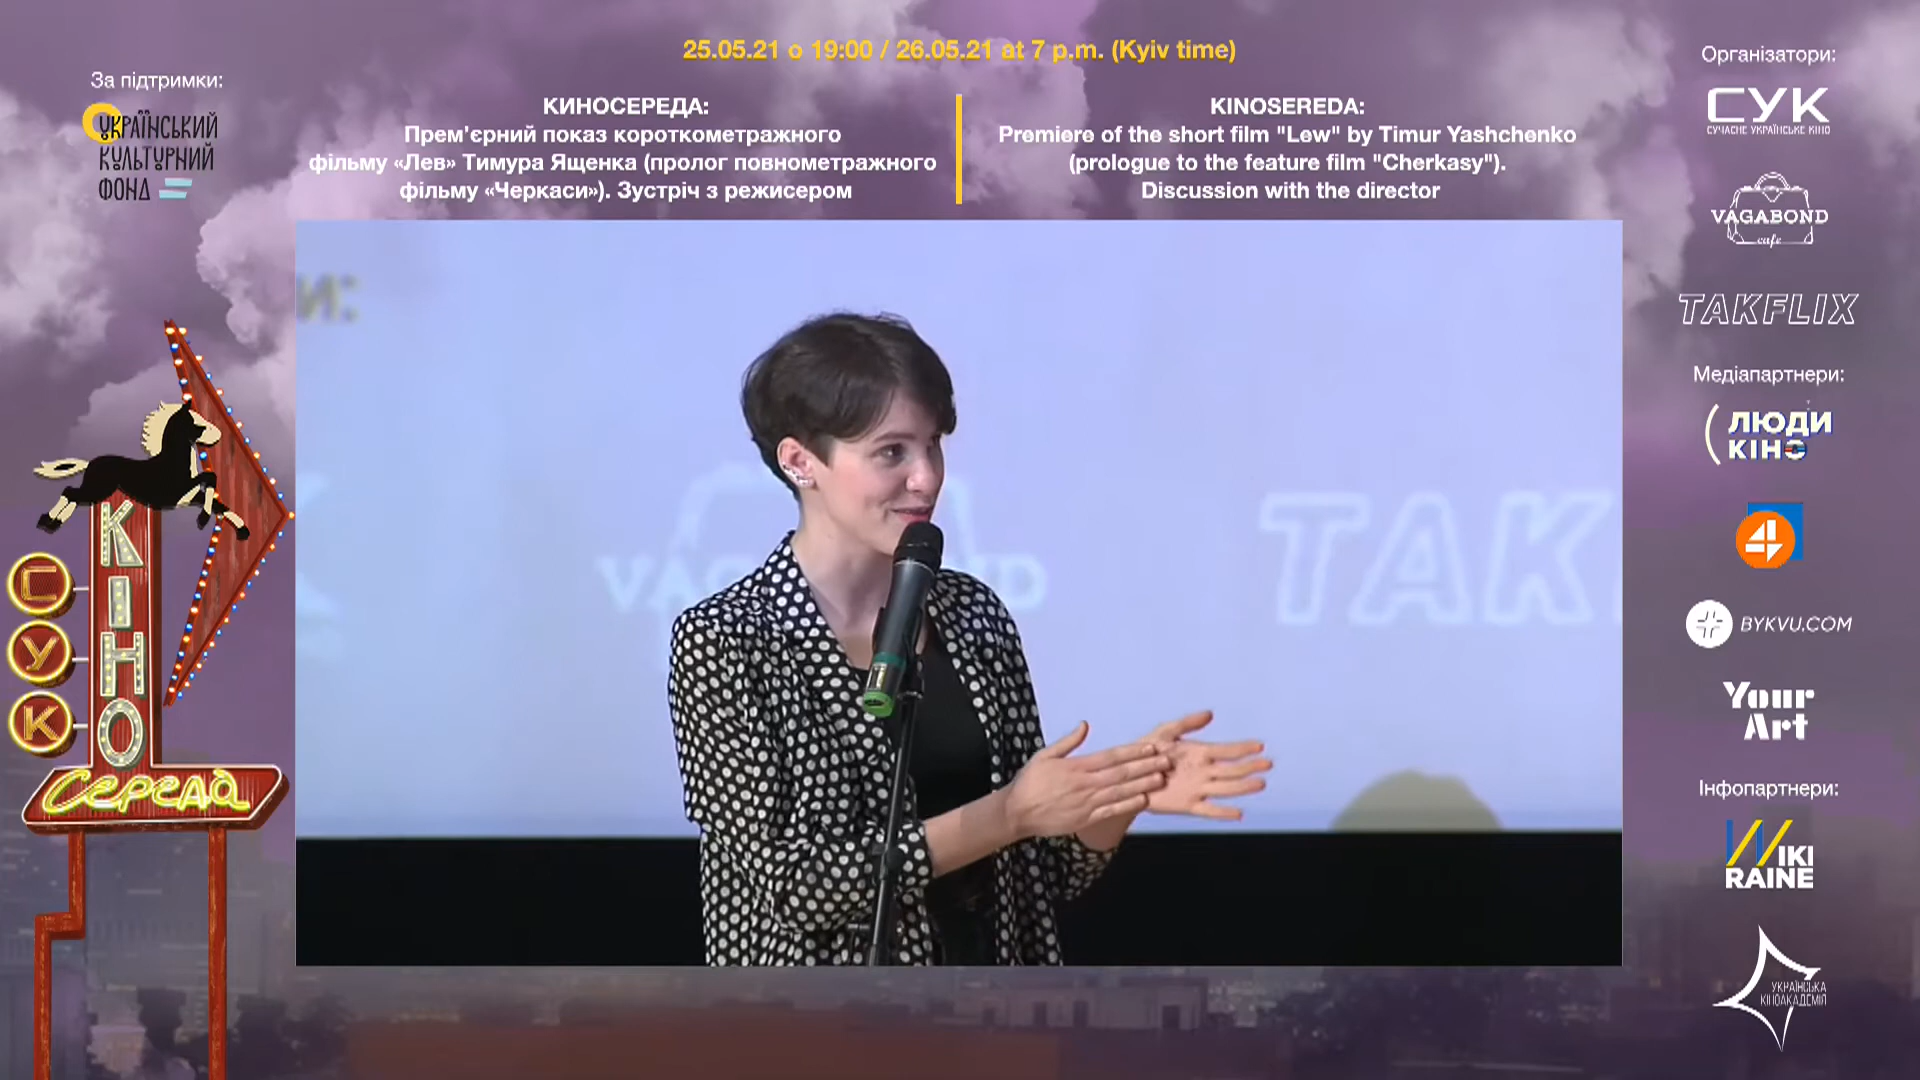 25.05.21 о 19:00 / 26.05.21 at 7 p.m. (Kyiv time)
За підтримки:
УКРАЇНСЬКИЙ
КУЛЬТУРНИЙ
ФОНД
КИНОСЕРЕДА:
Прем'єрний показ короткометражного
фільму «Лев» Тимура Ященка (пролог повнометражного
фільму «Черкаси»). Зустріч з режисером
KINOSEREDA:
Premiere of the short film "Lew" by Timur Yashchenko
(prologue to the feature film "Cherkasy").
Discussion with the director
Організатори:
СУК
СУЧАСНЕ УКРАЇНСЬКЕ КІНО
VAGABOND
cafe
TAKFLIX
Медіапартнери:
ЛЮДИ
КІНО
4
BYKVU.COM
Your
Art
Інфопартнери:
WIKI
RAINE
УКРАЇНСЬКА
КІНОАКАДЕМІЯ
СУК
КІНО
Середа
и:
VAGABOND
TAK